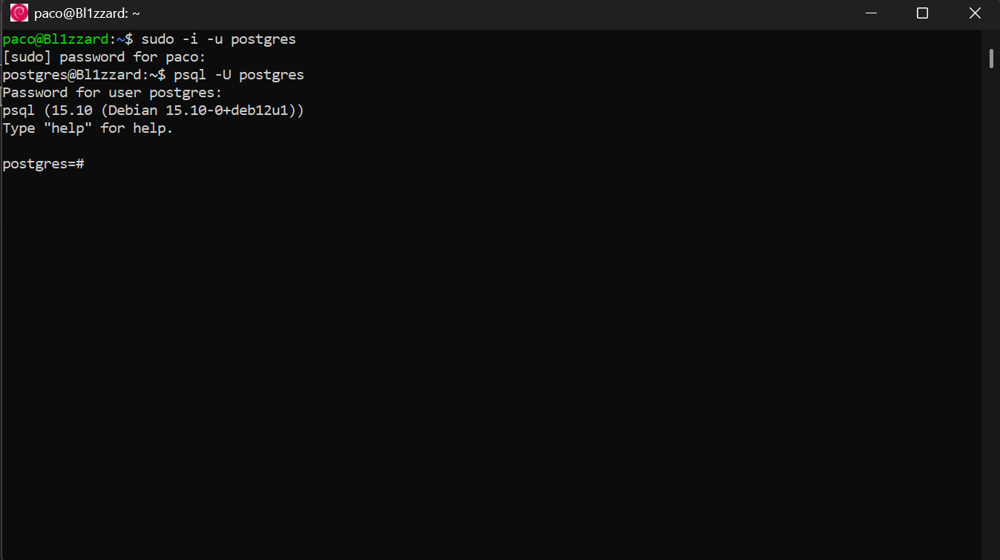 paco@Bl1zzard: ~
paco@Bl1zzard:~$ sudo -i -u postgres
[sudo] password for paco:
postgres@Bl1zzard:~$ psql -U postgres
Password for user postgres:
psql (15.10 (Debian 15.10-0+deb12u1))
Type "help" for help.
postgres=#